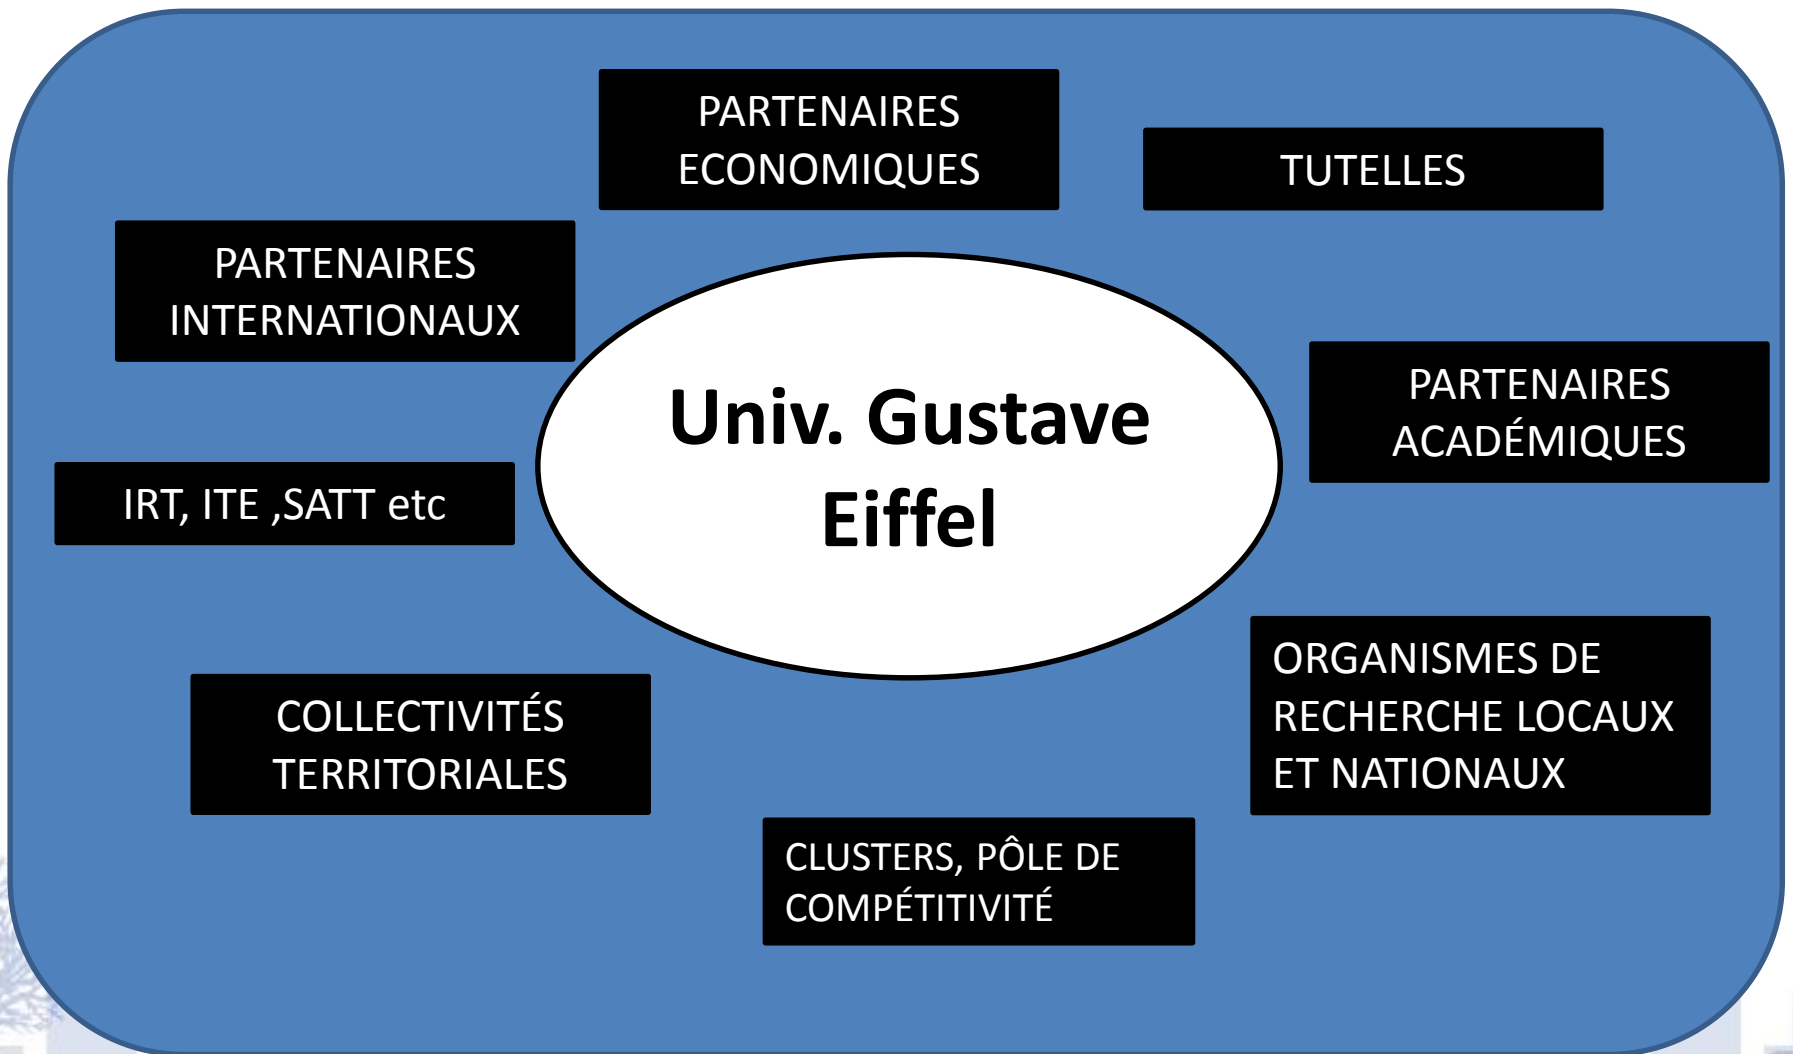 PARTENAIRES
ECONOMIQUES
TUTELLES
PARTENAIRES
INTERNATIONAUX
Univ. Gustave
Eiffel
PARTENAIRES
ACADÉMIQUES
IRT, ITE ,SATT etc
ORGANISMES DE
RECHERCHE LOCAUX
ET NATIONAUX
COLLECTIVITÉS
TERRITORIALES
CLUSTERS, PÔLE DE
COMPÉTITIVITÉ